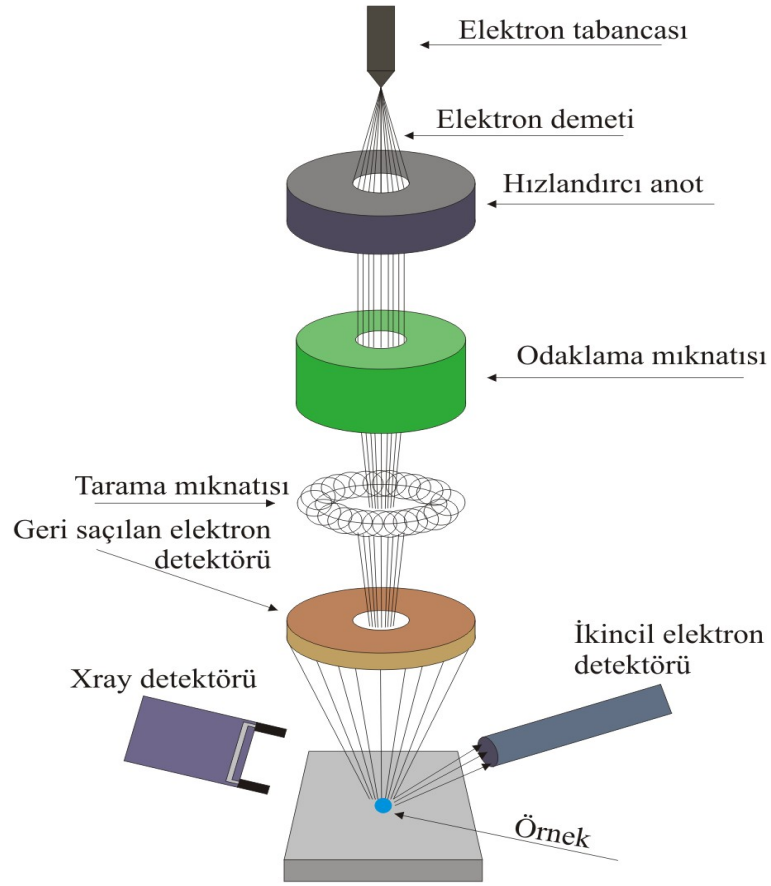 Elektron tabancası
Elektron demeti
Hızlandırcı anot
Odaklama mıknatısı
Tarama mıknatısı
Geri saçılan elektron
detektörü
İkincil elektron
detektörü
Xray detektörü
Örnek